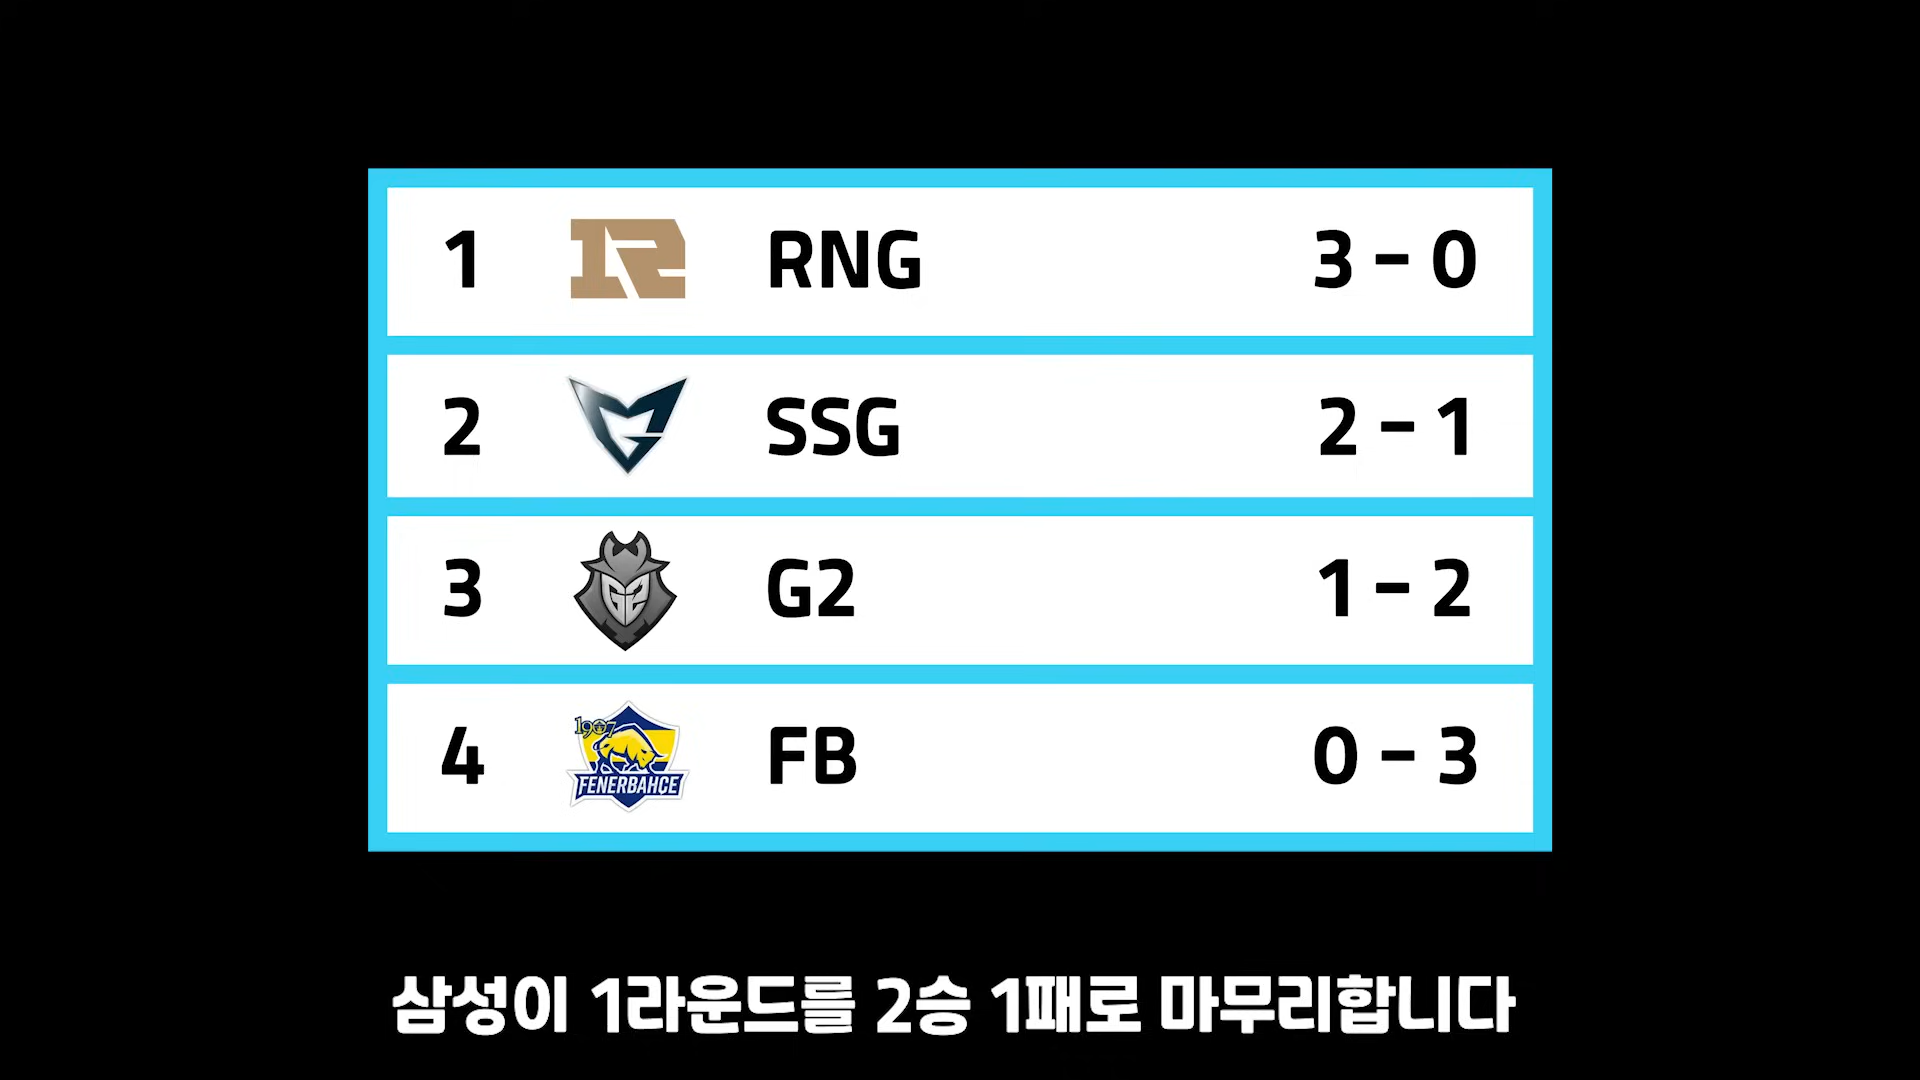 1 RNG 3 - 0
2 SSG 2 - 1
3 G2 1 - 2
4 1907 FENERBAHÇE FB 0 - 3
삼성이 1라운드를 2승 1패로 마무리합니다